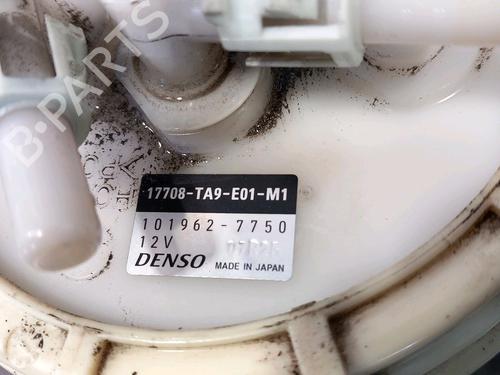 B-PARTS
17708-TA9-E01-M1
101962-7750
12V
DENSO MADE IN JAPAN